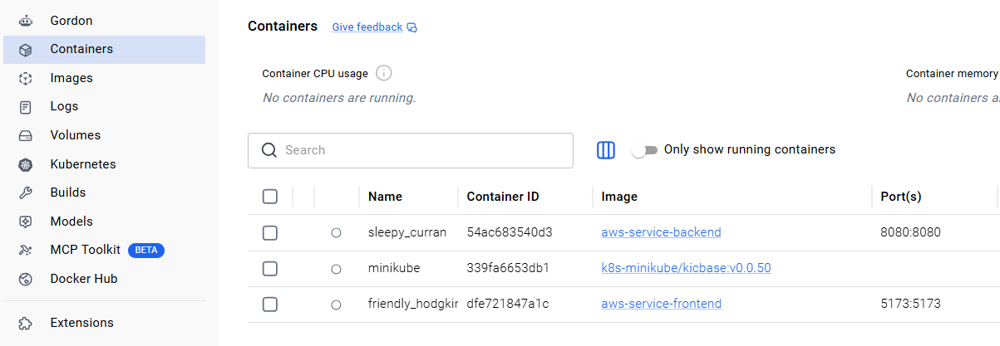 Gordon
Containers
Images
Logs
Volumes
Kubernetes
Builds
Models
MCP Toolkit BETA
Docker Hub
Extensions
Containers Give feedback
Container CPU usage
No containers are running.
Container memory
No containers a
Search
Only show running containers
Name Container ID Image Port(s)
sleepy_curran 54ac683540d3 aws-service-backend 8080:8080
minikube 339fa6653db1 k8s-minikube/kicbase:v0.0.50
friendly_hodgkin dfe721847a1c aws-service-frontend 5173:5173